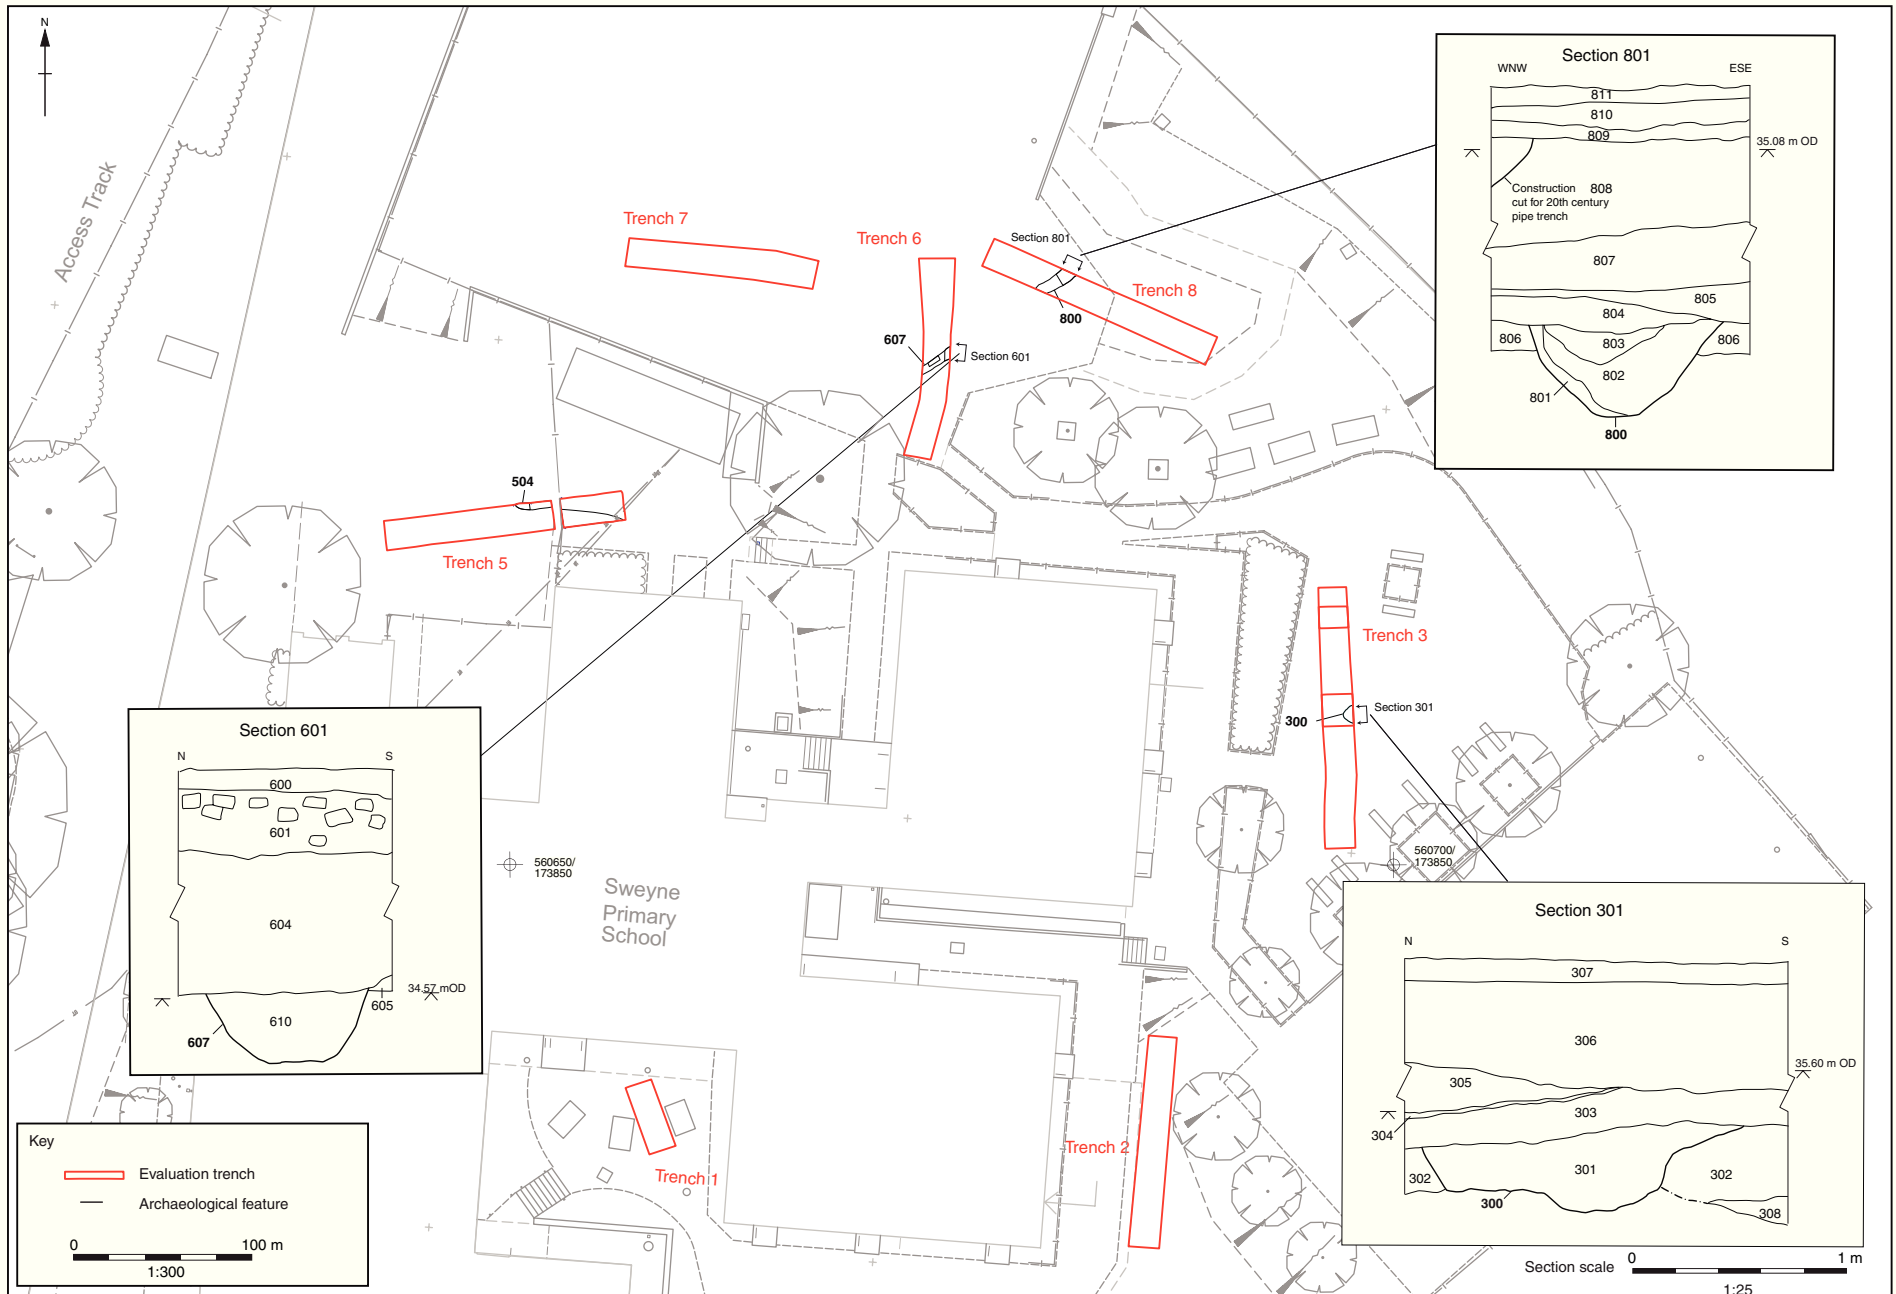 N
Access Track
Trench 7
Trench 6
Section 801
Trench 8
800
607
Section 601
504
Trench 5
Trench 3
Section 301
300
560650/
173850
560700/
173850
Sweyne
Primary
School
Trench 1
Trench 2
Section 801
WNW
ESE
811
810
809
35.08 m OD
Construction
cut for 20th century
pipe trench
808
807
805
804
806
803
806
802
801
800
Section 601
N
S
600
601
604
34.57 mOD
605
610
607
Section 301
N
S
307
306
35.60 m OD
305
303
304
301
302
302
300
308
Key
Evaluation trench
Archaeological feature
0
100 m
1:300
Section scale
0
1 m
1:25